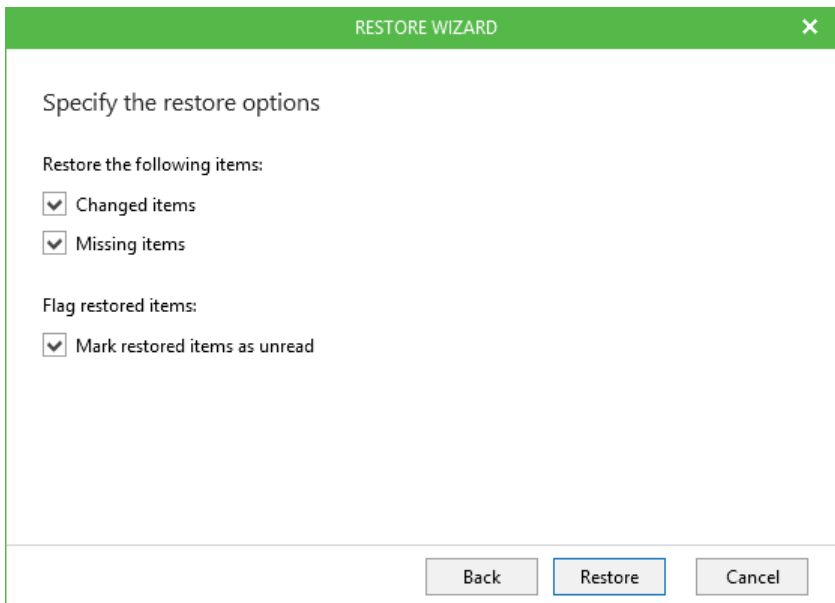 RESTORE WIZARD
Specify the restore options
Restore the following items:
Changed items
Missing items
Flag restored items:
Mark restored items as unread
Back Restore Cancel